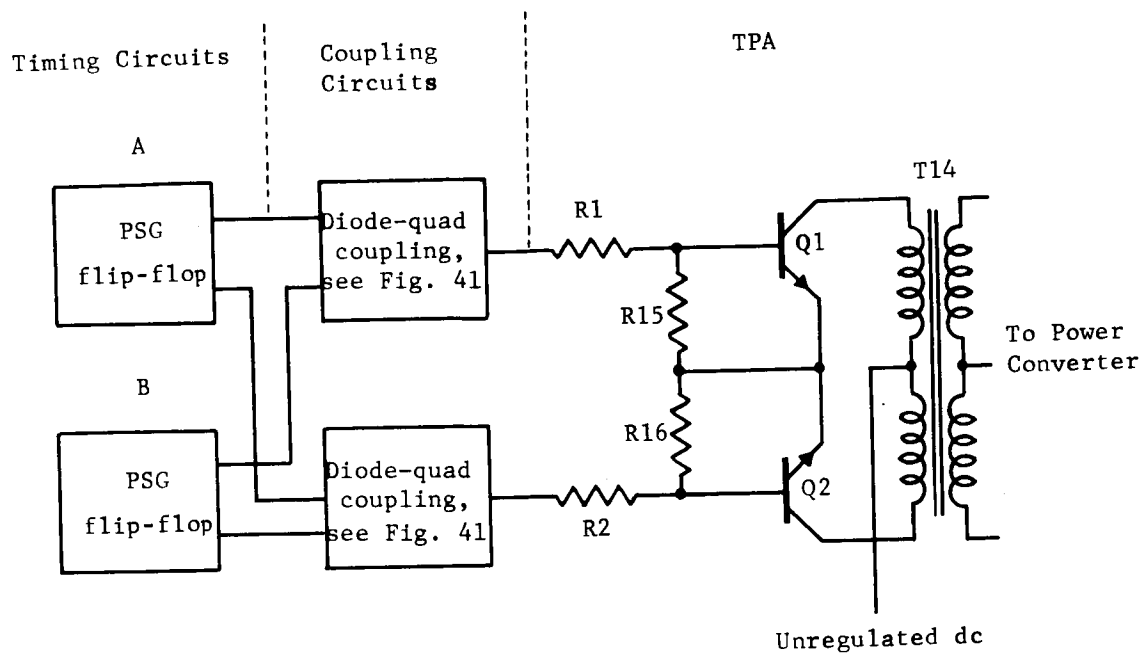 Timing Circuits
Coupling
Circuits
TPA
A
PSG
flip-flop
Diode-quad
coupling,
see Fig. 41
R1
Q1
T14
R15
To Power
Converter
B
PSG
flip-flop
Diode-quad
coupling,
see Fig. 41
R16
R2
Q2
Unregulated dc